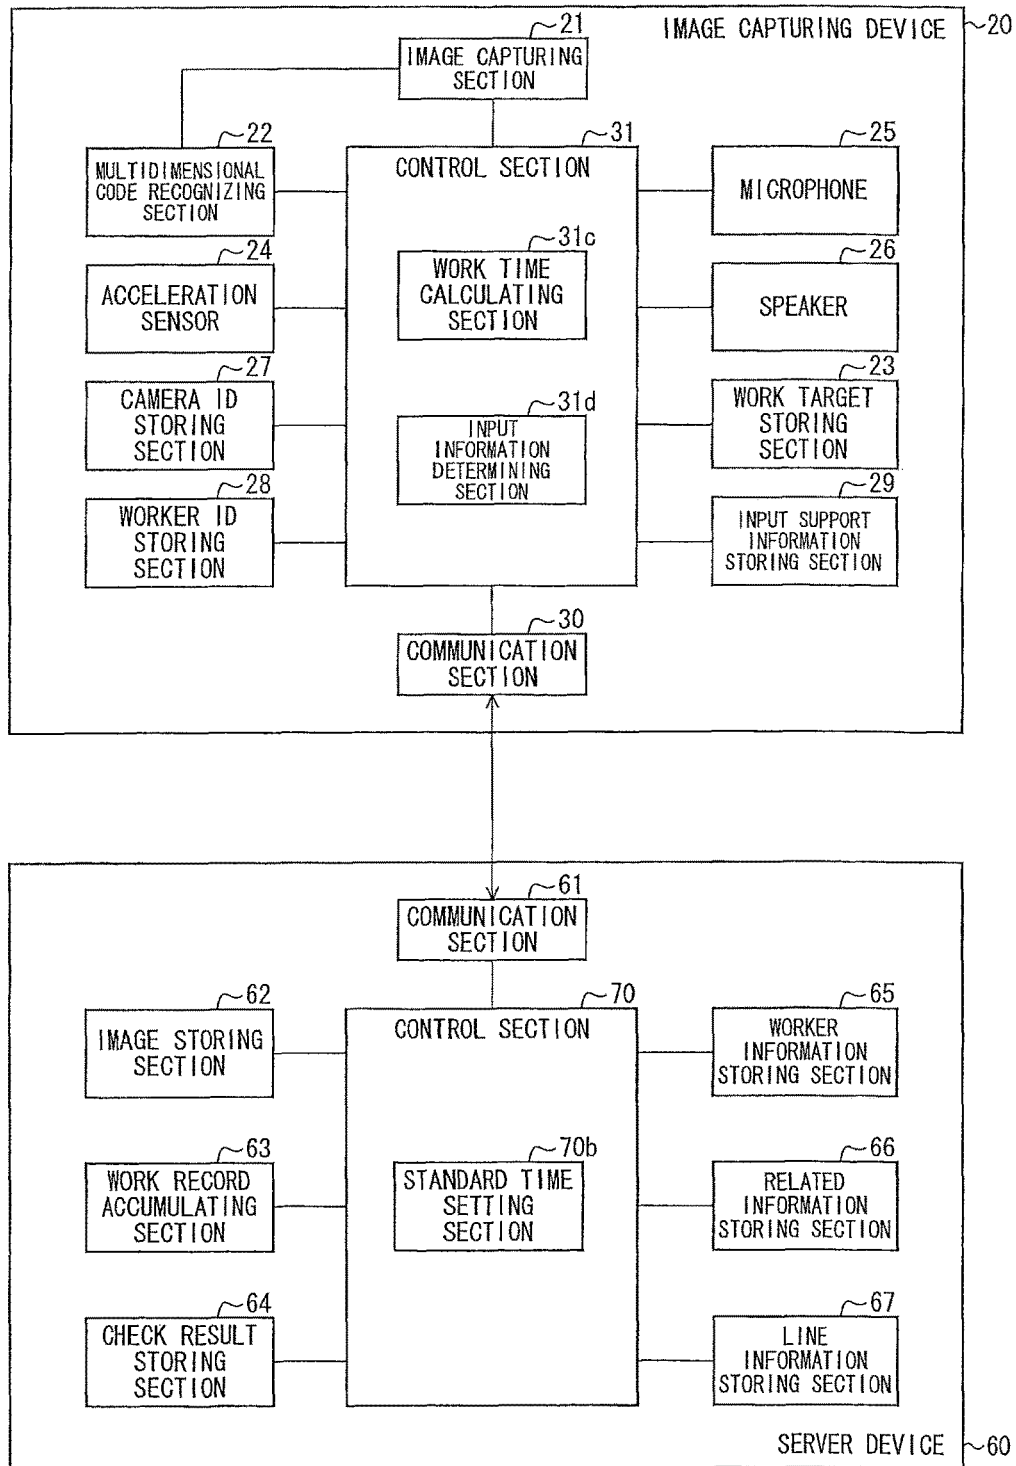 IMAGE CAPTURING DEVICE
20
21
IMAGE CAPTURING
SECTION
22
MULTIDIMENSIONAL
CODE RECOGNIZING
SECTION
31
CONTROL SECTION
25
MICROPHONE
24
ACCELERATION
SENSOR
31c
WORK TIME
CALCULATING
SECTION
26
SPEAKER
27
CAMERA ID
STORING
SECTION
31d
INPUT
INFORMATION
DETERMINING
SECTION
23
WORK TARGET
STORING
SECTION
28
WORKER ID
STORING
SECTION
29
INPUT SUPPORT
INFORMATION
STORING SECTION
30
COMMUNICATION
SECTION
61
COMMUNICATION
SECTION
62
IMAGE STORING
SECTION
70
CONTROL SECTION
65
WORKER
INFORMATION
STORING SECTION
63
WORK RECORD
ACCUMULATING
SECTION
70b
STANDARD TIME
SETTING
SECTION
66
RELATED
INFORMATION
STORING SECTION
64
CHECK RESULT
STORING
SECTION
67
LINE
INFORMATION
STORING SECTION
SERVER DEVICE
60